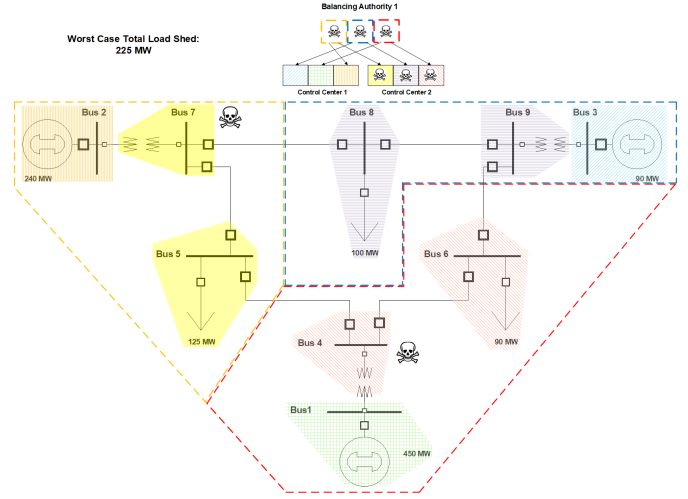 Balancing Authority 1
Worst Case Total Load Shed:
225 MW
Control Center 1
Control Center 2
Bus 2
Bus 7
Bus 8
Bus 9
Bus 3
240 MW
90 MW
Bus 5
Bus 6
100 MW
125 MW
Bus 4
90 MW
Bus1
450 MW